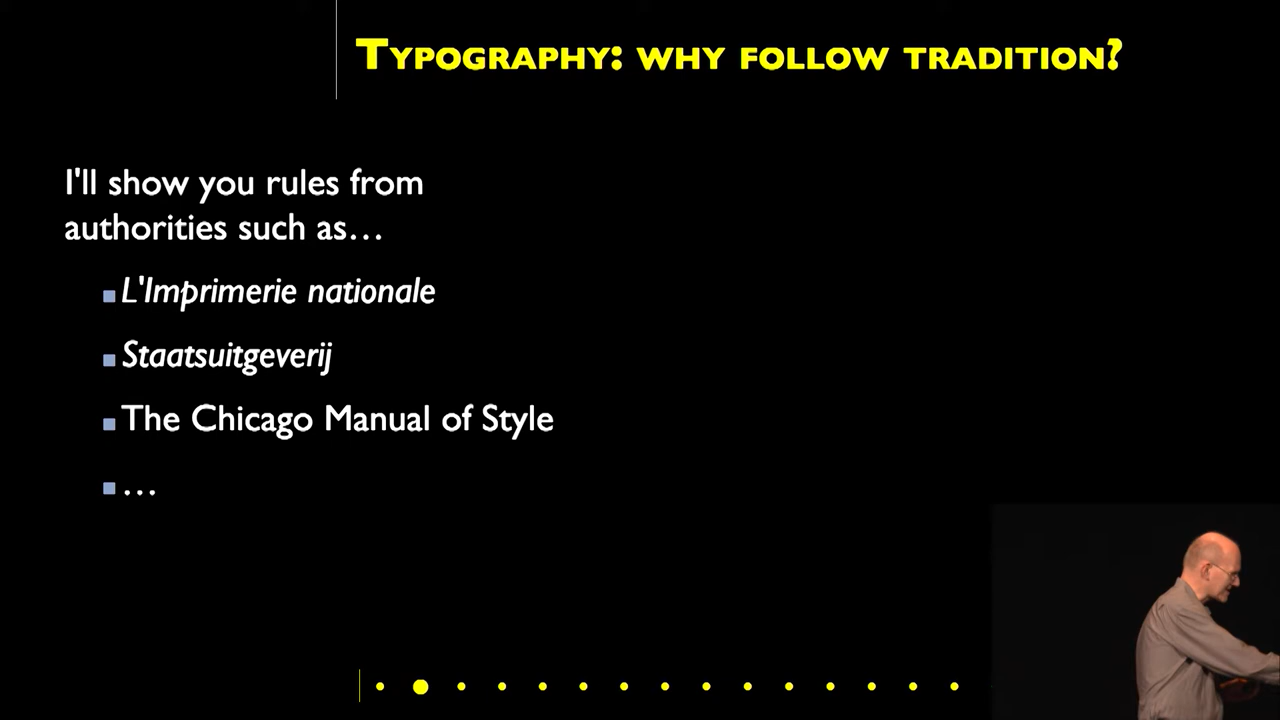 Typography: why follow tradition?
I'll show you rules from
authorities such as…
L'Imprimerie nationale
Staatsuitgeverij
The Chicago Manual of Style
…